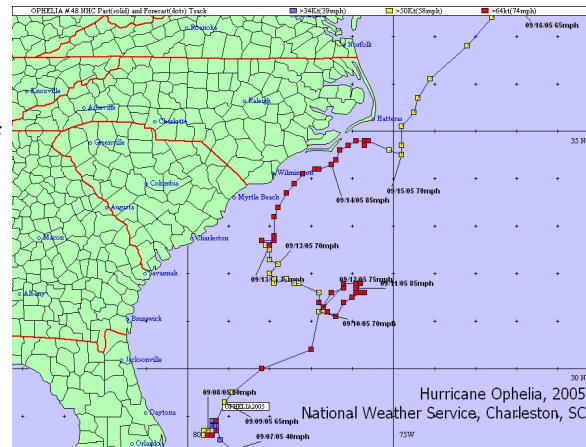 OPHELIA # 48 NHC Past(solid) and Forecast(dots) Track
>34Kt(39mph) >50Kt(58mph) >64kt(74mph)
Roanoke
Norfolk
09/16/05 65mph
Knoxville
Asheville
Raleigh
Charlotte
Hatteras
35 N
Greenville
Columbia
Wilmington
09/15/05 70mph
09/14/05 85mph
Myrtle Beach
Augusta
Macon
Charleston
09/13/05 70mph
Savannah
09/12/05 75mph
09/11/05 85mph
Albany
Brunswick
09/10/05 70mph
Jacksonville
30 N
09/08/05
OPHELIA2005
Hurricane Ophelia, 2005
Daytona
09/09/05 65mph
National Weather Service, Charleston, SC
09/07/05 40mph
75W
Orlando